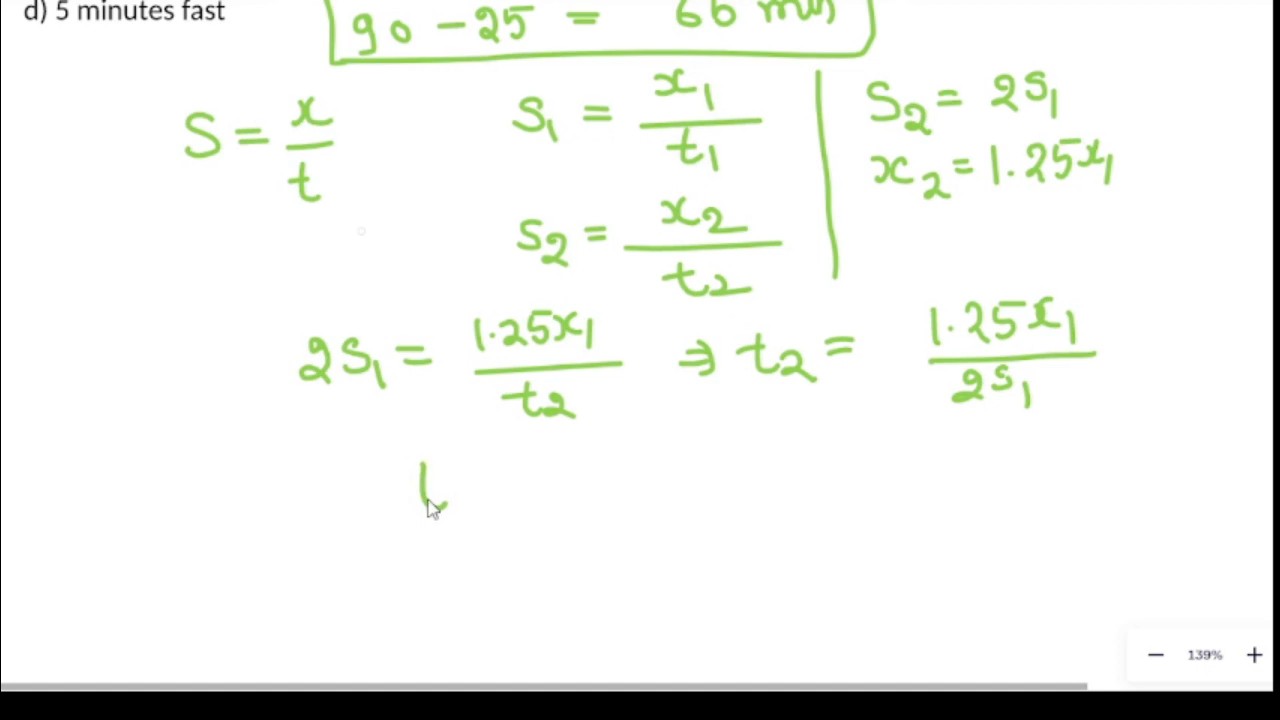 d) 5 minutes fast
90 - 25 = 66 min
S = x/t
S₁ = x₁/t₁
S₂ = x₂/t₂
S₂ = 2S₁
x₂ = 1.25x₁
2S₁ = 1.25x₁/t₂ ⇒ t₂ = 1.25x₁/2S₁
139%